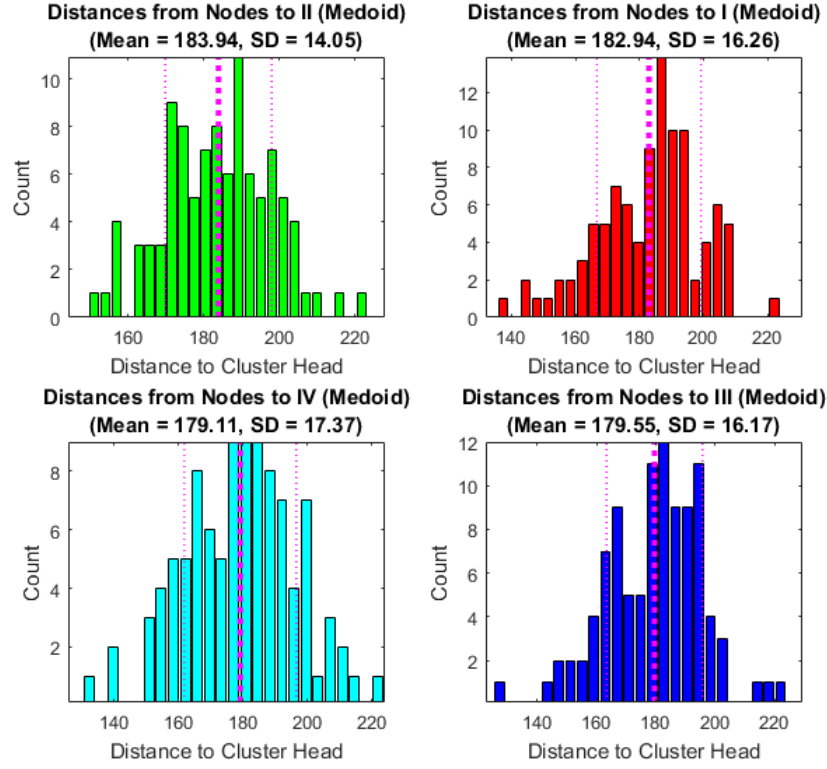 Distances from Nodes to II (Medoid)
(Mean = 183.94, SD = 14.05)
10
8
6
4
2
0
Count
160
180
200
220
Distance to Cluster Head
Distances from Nodes to I (Medoid)
(Mean = 182.94, SD = 16.26)
12
10
8
6
4
2
0
Count
140
160
180
200
220
Distance to Cluster Head
Distances from Nodes to IV (Medoid)
(Mean = 179.11, SD = 17.37)
8
6
4
2
Count
140
160
180
200
220
Distance to Cluster Head
Distances from Nodes to III (Medoid)
(Mean = 179.55, SD = 16.17)
12
10
8
6
4
2
Count
140
160
180
200
220
Distance to Cluster Head